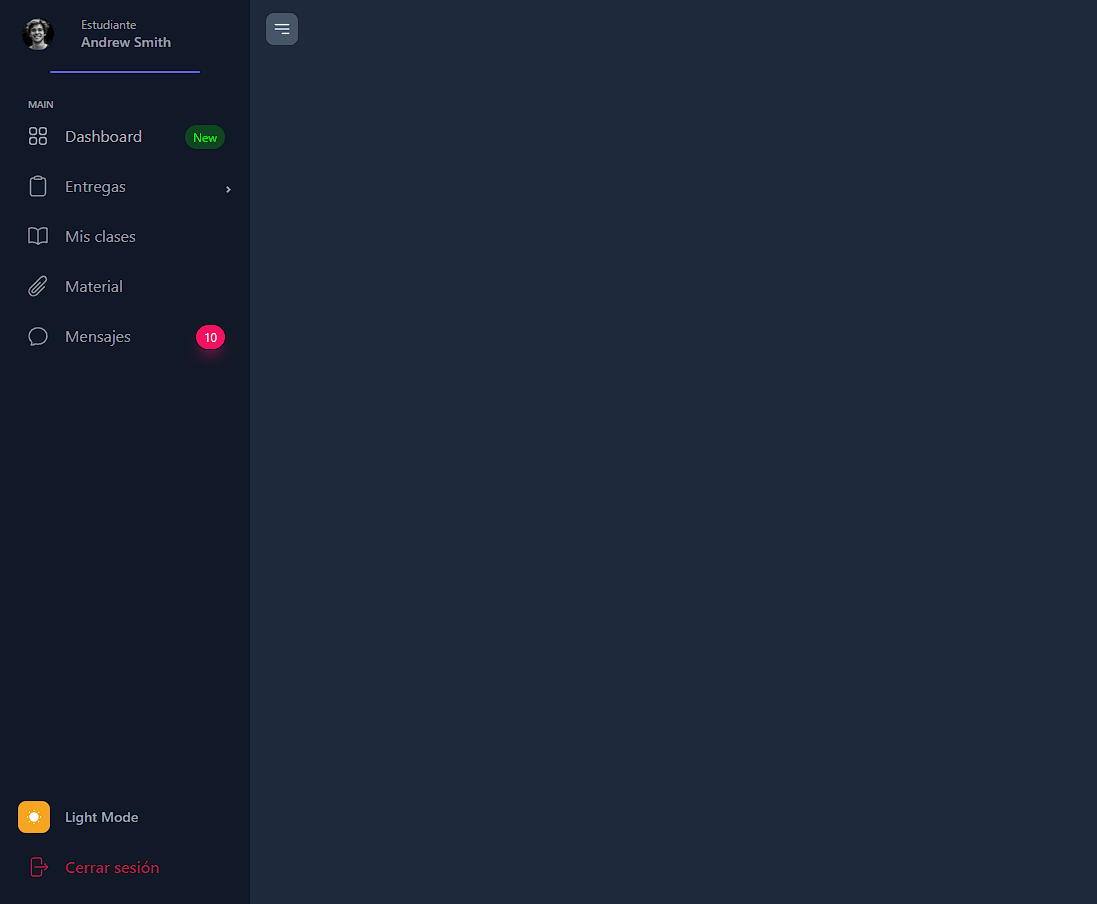 Estudiante
Andrew Smith
MAIN
Dashboard New
Entregas
Mis clases
Material
Mensajes 10
Light Mode
Cerrar sesión